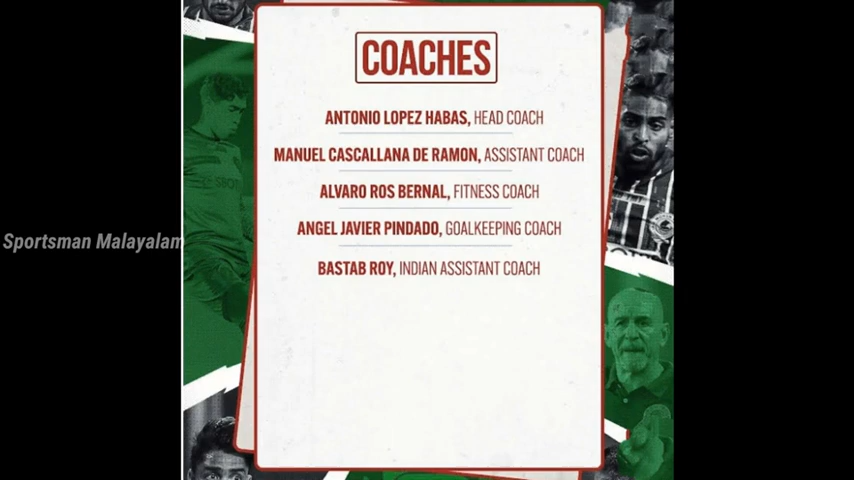 COACHES
ANTONIO LOPEZ HABAS, HEAD COACH
MANUEL CASCALLANA DE RAMON, ASSISTANT COACH
ALVARO ROS BERNAL, FITNESS COACH
Sportsman Malayalam
ANGEL JAVIER PINDADO, GOALKEEPING COACH
BASTAB ROY, INDIAN ASSISTANT COACH